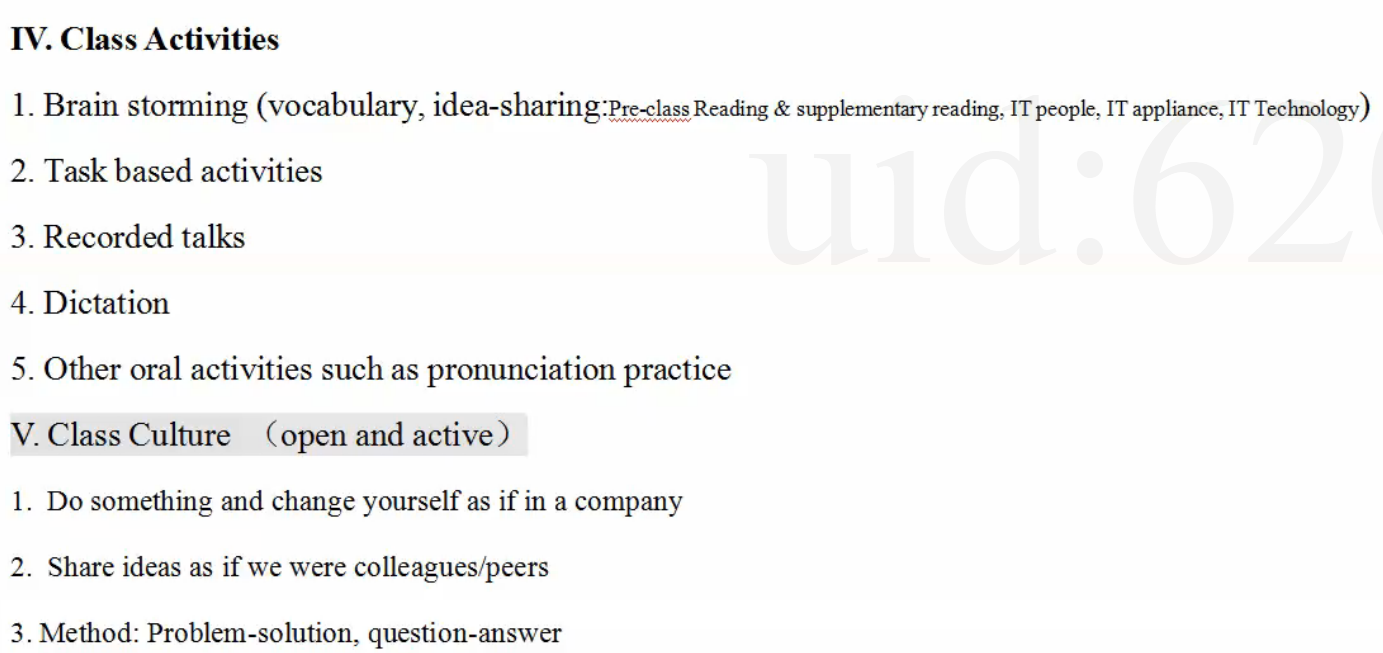 IV. Class Activities
1. Brain storming (vocabulary, idea-sharing:Pre-class Reading & supplementary reading, IT people, IT appliance, IT Technology)
2. Task based activities
3. Recorded talks
4. Dictation
5. Other oral activities such as pronunciation practice
V. Class Culture （open and active）
1. Do something and change yourself as if in a company
2. Share ideas as if we were colleagues/peers
3. Method: Problem-solution, question-answer
uid:62